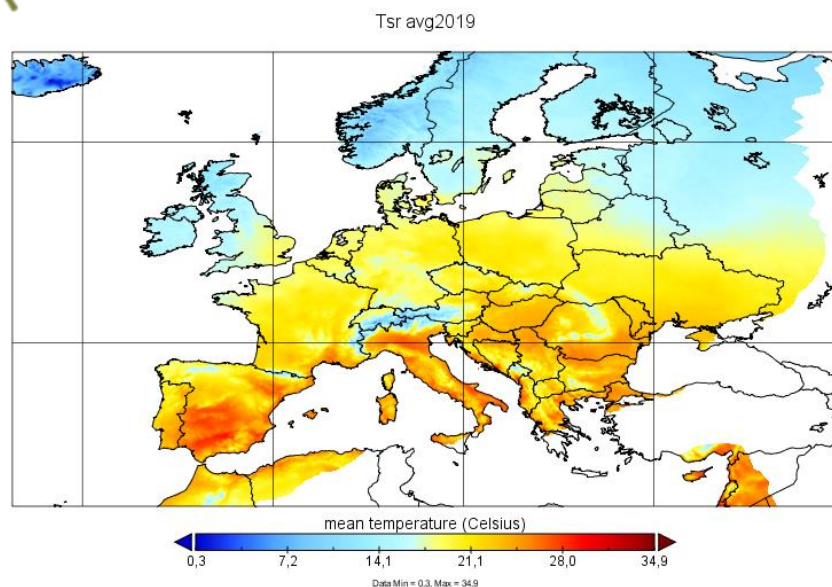 Tsr avg2019
mean temperature (Celsius)
0,3 7,2 14,1 21,1 28,0 34,9
Data Min = 0.3, Max = 34.9